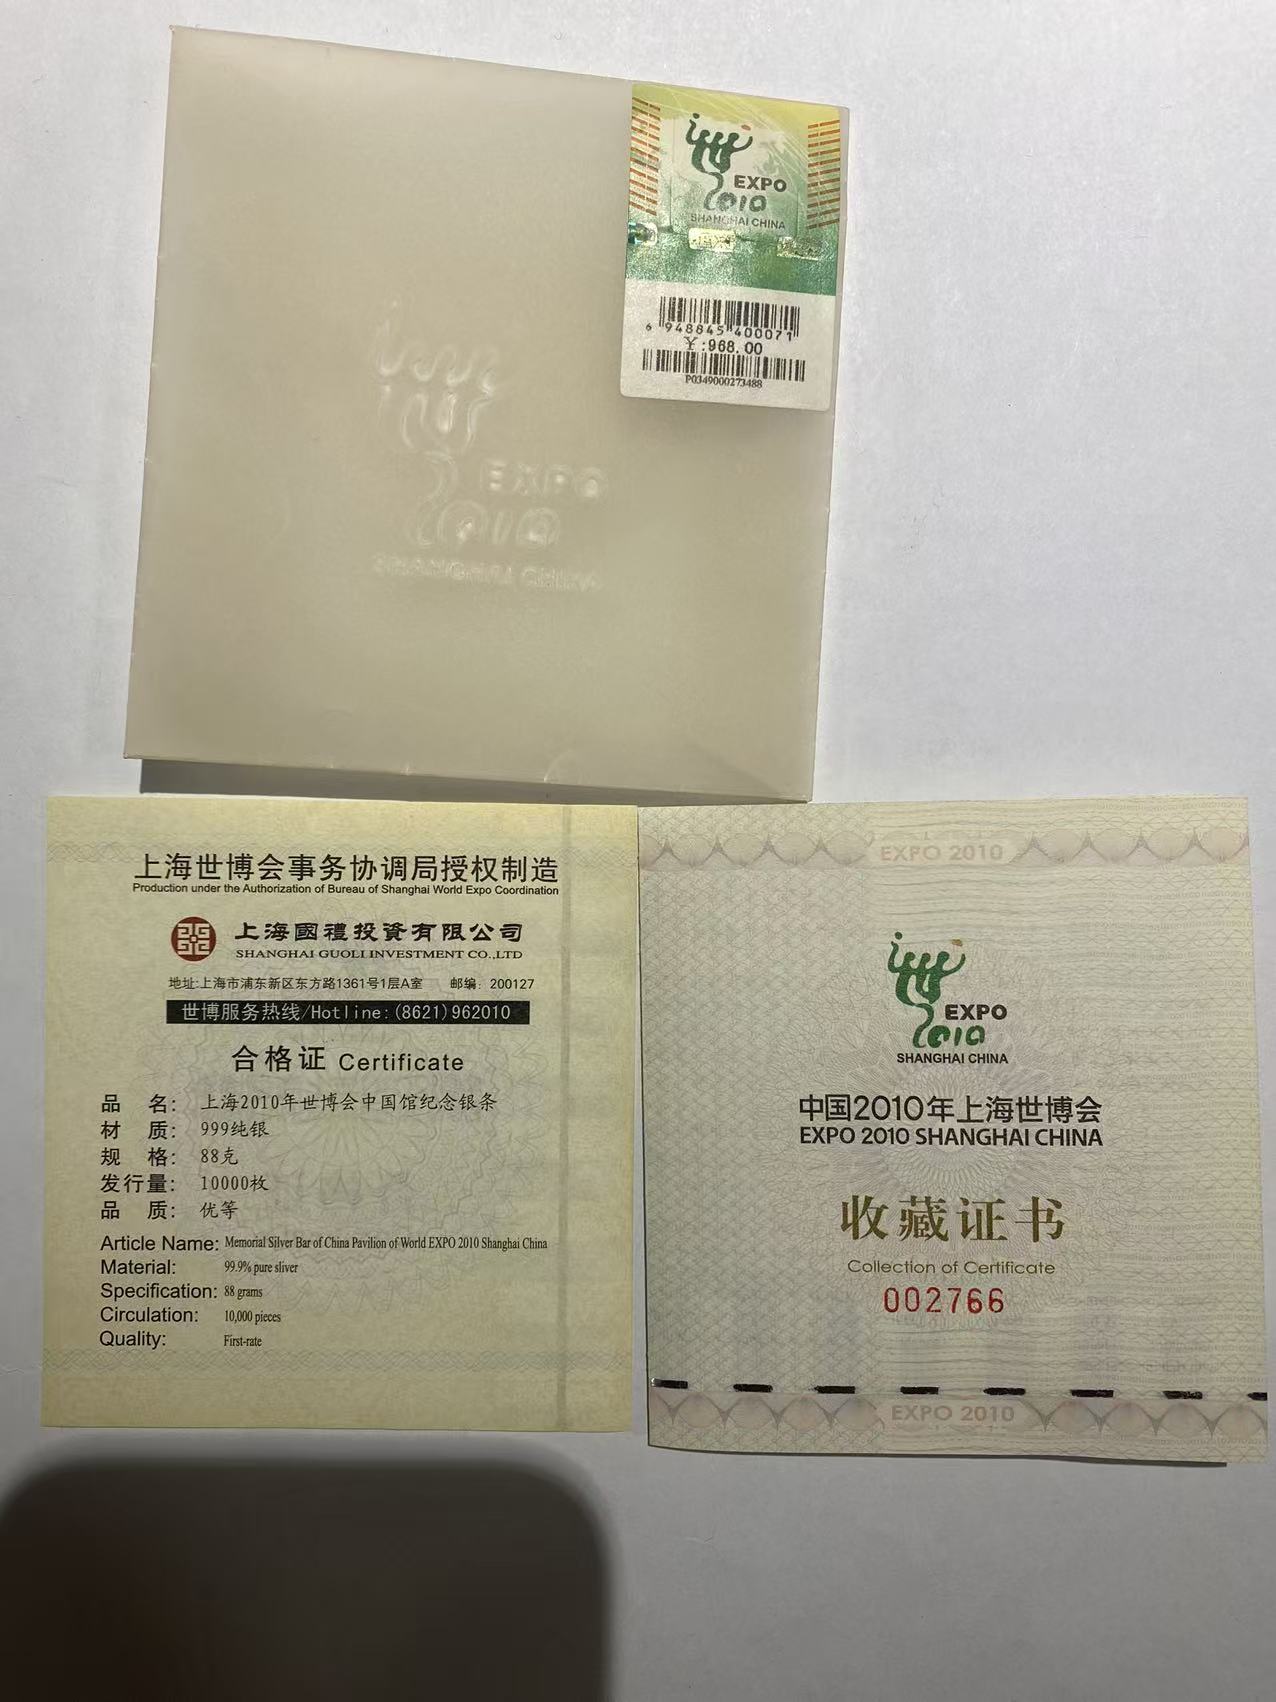 EXPO
2010
SHANGHAI CHINA
6 948845 400071
¥:968.00
P0349000273488
EXPO
2010
SHANGHAI CHINA
上海世博会事务协调局授权制造
Production under the Authorization of Bureau of Shanghai World Expo Coordination
上海國禮投資有限公司
SHANGHAI GUOLI INVESTMENT CO.,LTD
地址:上海市浦东新区东方路1361号1层A室 邮编: 200127
世博服务热线/Hotline:(8621)962010
合格证 Certificate
品 名: 上海2010年世博会中国馆纪念银条
材 质: 999纯银
规 格: 88克
发行量: 10000枚
品 质: 优等
Article Name: Memorial Silver Bar of China Pavilion of World EXPO 2010 Shanghai China
Material: 99.9% pure sliver
Specification: 88 grams
Circulation: 10,000 pieces
Quality: First-rate
EXPO 2010
EXPO
2010
SHANGHAI CHINA
中国2010年上海世博会
EXPO 2010 SHANGHAI CHINA
收藏证书
Collection of Certificate
002766
EXPO 2010